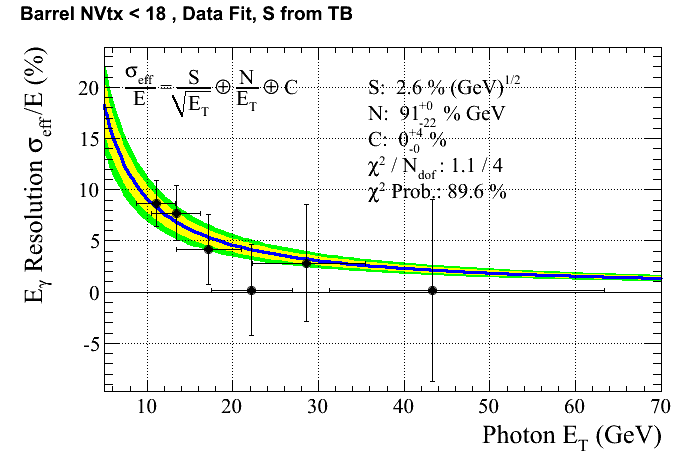 Barrel NVtx < 18 , Data Fit, S from TB
Eγ Resolution σeff/E (%)
σeff/E = S/√ET ⊕ N/ET ⊕ C
S: 2.6 % (GeV)^1/2
N: 91 +0 -22 % GeV
C: 0 +4 -0 %
χ² / Ndof : 1.1 / 4
χ² Prob.: 89.6 %
20
15
10
5
0
-5
10 20 30 40 50 60 70
Photon ET (GeV)